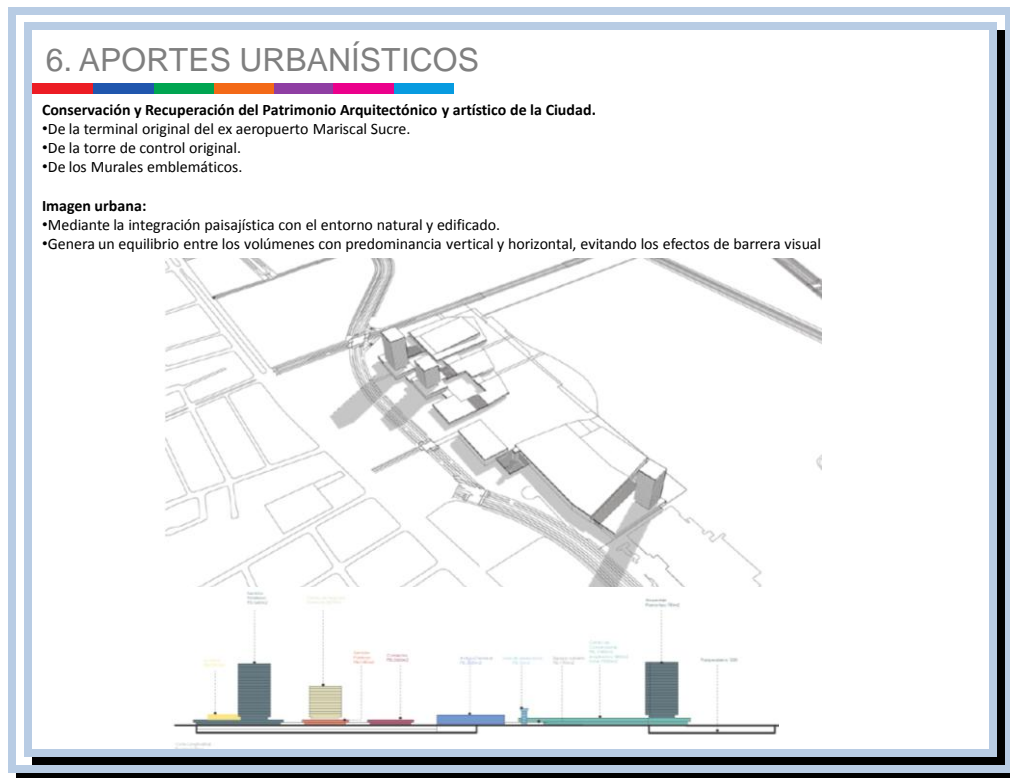 6. APORTES URBANÍSTICOS
Conservación y Recuperación del Patrimonio Arquitectónico y artístico de la Ciudad.
•De la terminal original del ex aeropuerto Mariscal Sucre.
•De la torre de control original.
•De los Murales emblemáticos.
Imagen urbana:
•Mediante la integración paisajística con el entorno natural y edificado.
•Genera un equilibrio entre los volúmenes con predominancia vertical y horizontal, evitando los efectos de barrera visual